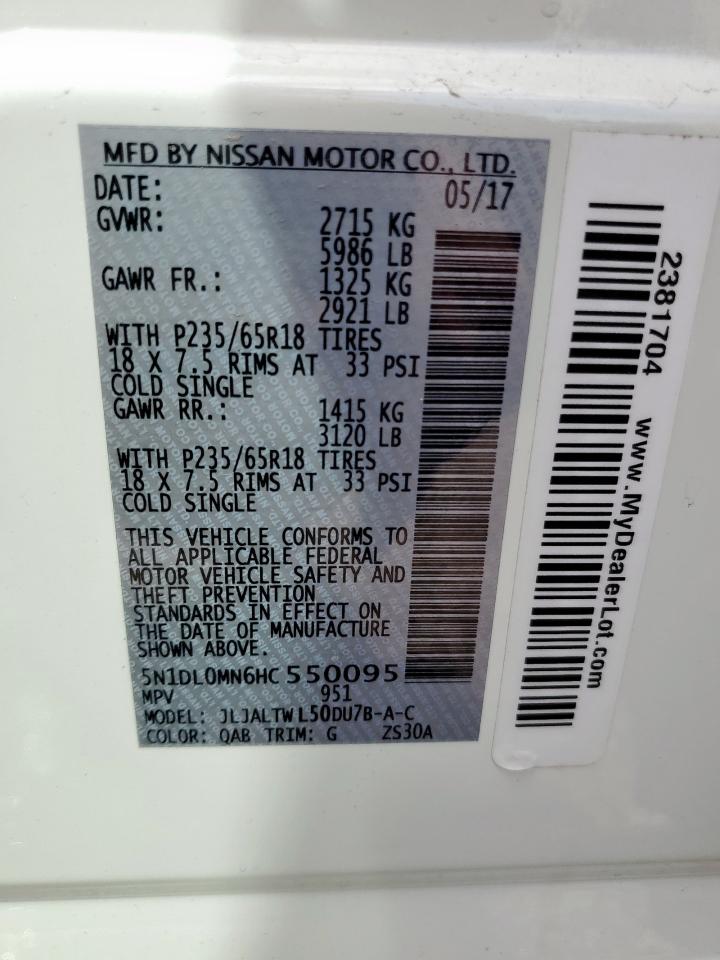 MFD BY NISSAN MOTOR CO., LTD.
DATE: 05/17
GVWR: 2715 KG
5986 LB
GAWR FR.: 1325 KG
2921 LB
WITH P235/65R18 TIRES
18 X 7.5 RIMS AT 33 PSI
COLD SINGLE
GAWR RR.: 1415 KG
3120 LB
WITH P235/65R18 TIRES
18 X 7.5 RIMS AT 33 PSI
COLD SINGLE
THIS VEHICLE CONFORMS TO
ALL APPLICABLE FEDERAL
MOTOR VEHICLE SAFETY AND
THEFT PREVENTION
STANDARDS IN EFFECT ON
THE DATE OF MANUFACTURE
SHOWN ABOVE.
5N1DL0MN6HC 550095
MPV 951
MODEL: JLJALTW L50DU7B-A-C
COLOR: QAB TRIM: G ZS30A
2381704 www.MyDealerLot.com